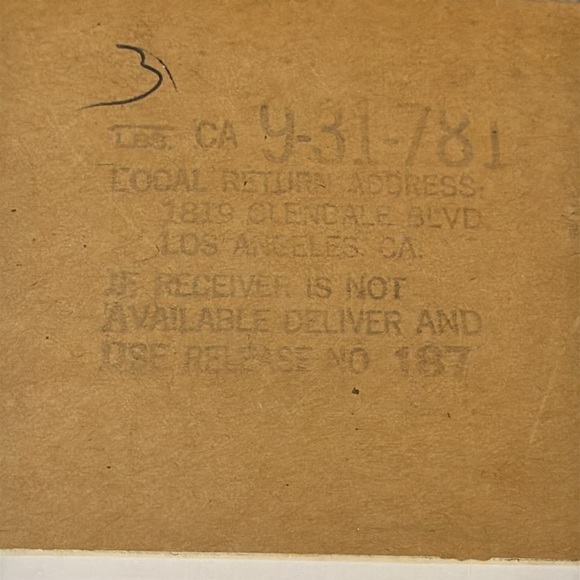 3
LBS. CA 9-31-781
LOCAL RETURN ADDRESS:
1819 GLENDALE BLVD
LOS ANGELES CA.
IF RECEIVER IS NOT
AVAILABLE DELIVER AND
USE RELEASE NO 187